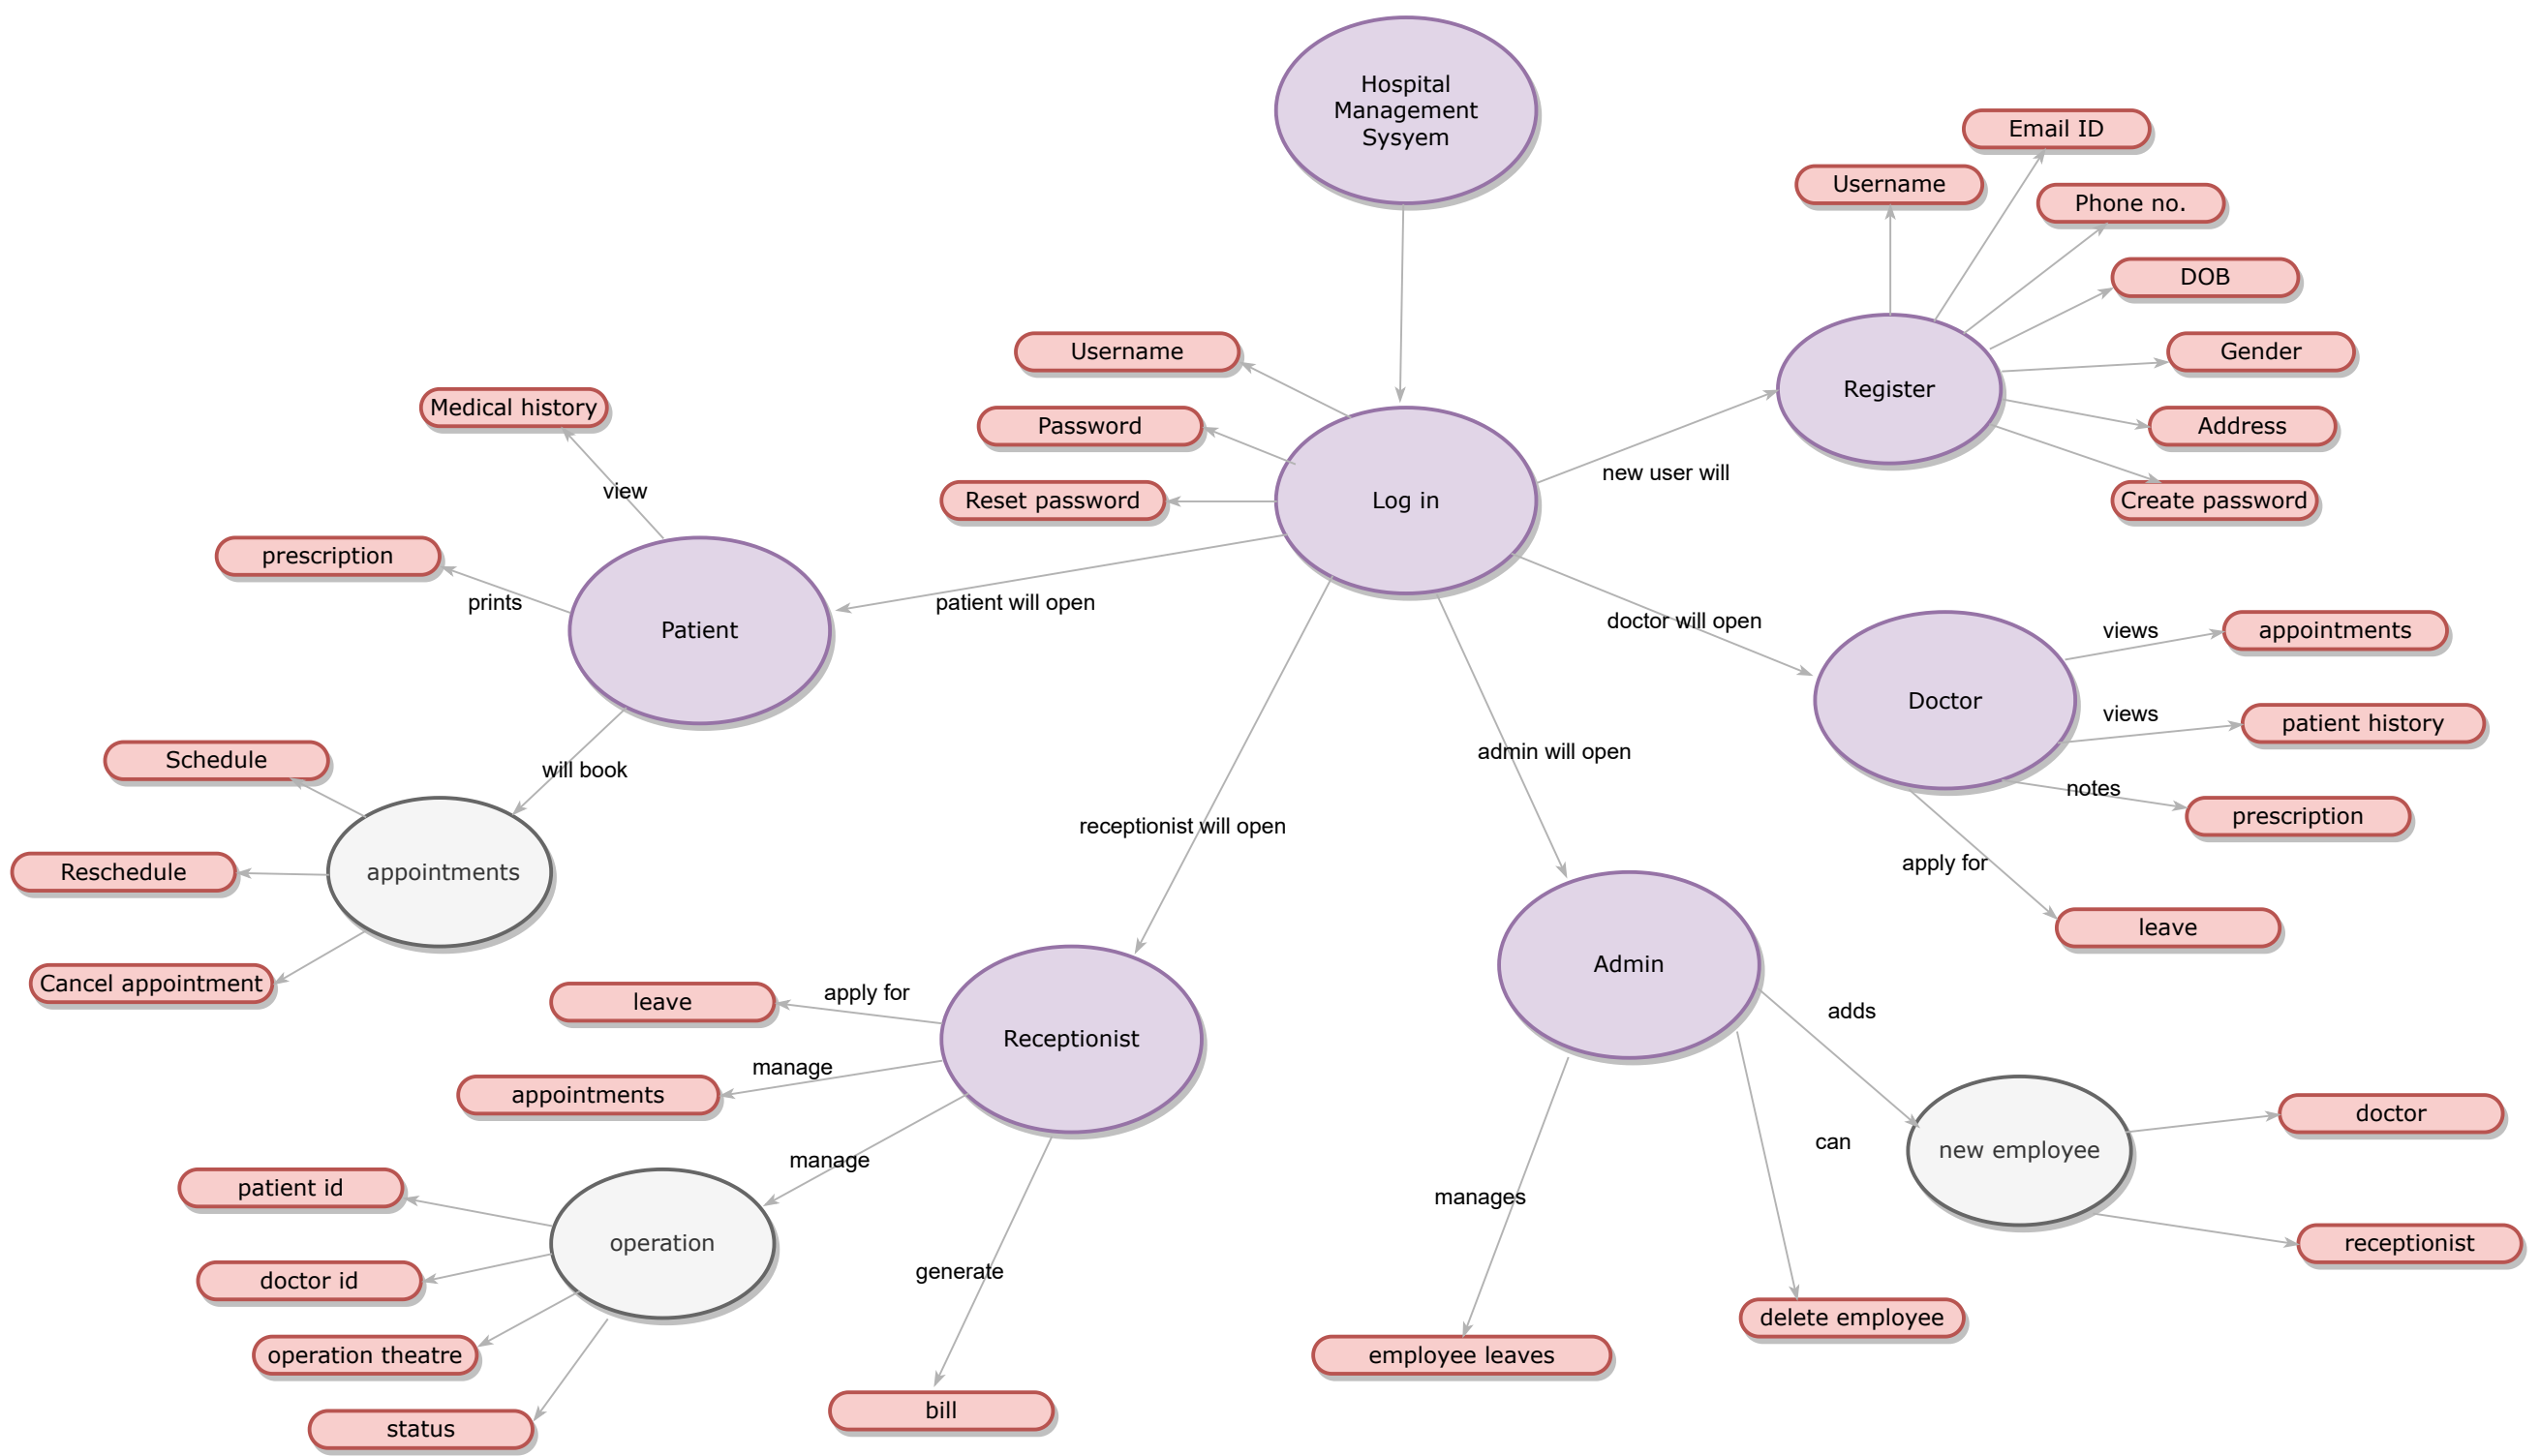 Hospital
Management
Sysyem
Email ID
Username
Phone no.
DOB
Username
Gender
Medical history
Register
Password
Address
new user will
view
Reset password
Log in
Create password
prescription
prints
patient will open
doctor will open
Patient
views
appointments
Doctor
views
patient history
Schedule
will book
admin will open
notes
prescription
receptionist will open
apply for
Reschedule
appointments
leave
Admin
Cancel appointment
leave
apply for
adds
Receptionist
manage
appointments
doctor
can
new employee
manage
patient id
manages
operation
receptionist
generate
doctor id
delete employee
operation theatre
employee leaves
bill
status